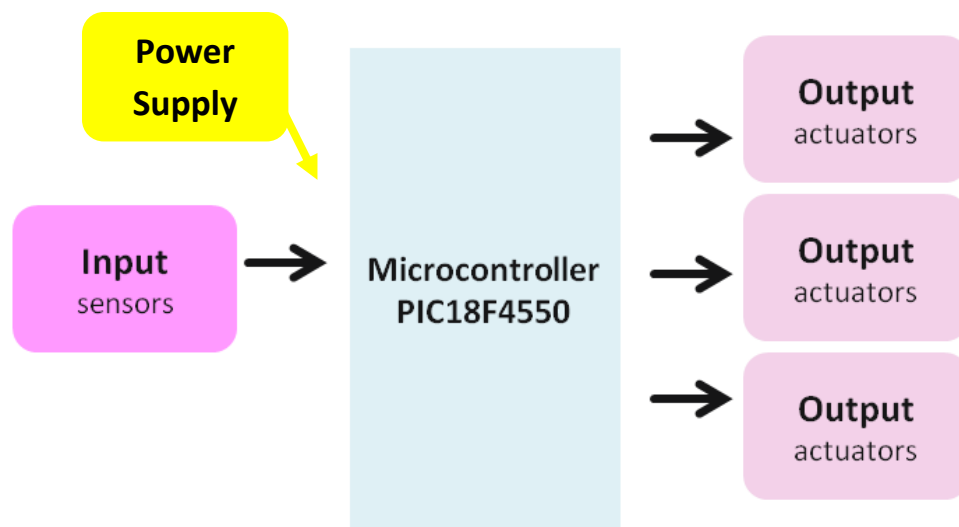 Power
Supply
Input
sensors
Microcontroller
PIC18F4550
Output
actuators
Output
actuators
Output
actuators